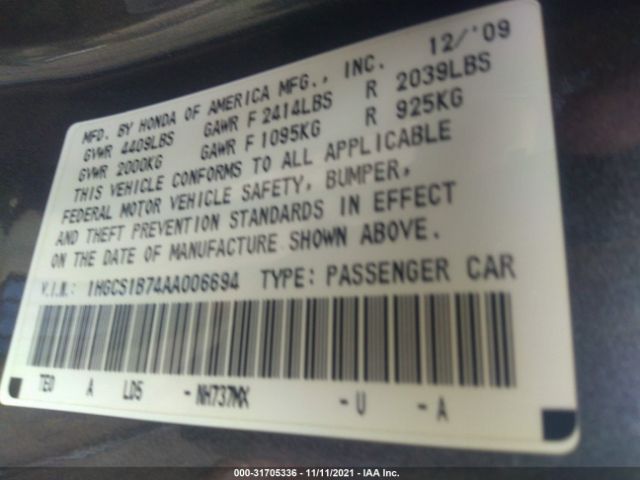 12/'09
MFD. BY HONDA OF AMERICA MFG., INC.
GVWR 4409LBS GAWR F 2414LBS R 2039LBS
GVWR 2000KG GAWR F 1095KG R 925KG
THIS VEHICLE CONFORMS TO ALL APPLICABLE
FEDERAL MOTOR VEHICLE SAFETY, BUMPER,
AND THEFT PREVENTION STANDARDS IN EFFECT
ON THE DATE OF MANUFACTURE SHOWN ABOVE.
V.I.N.: 1HGCS1B74AA006694 TYPE: PASSENGER CAR
TE0 A LD5 -NH737MX -U -A
000-31705336 - 11/11/2021 - IAA Inc.